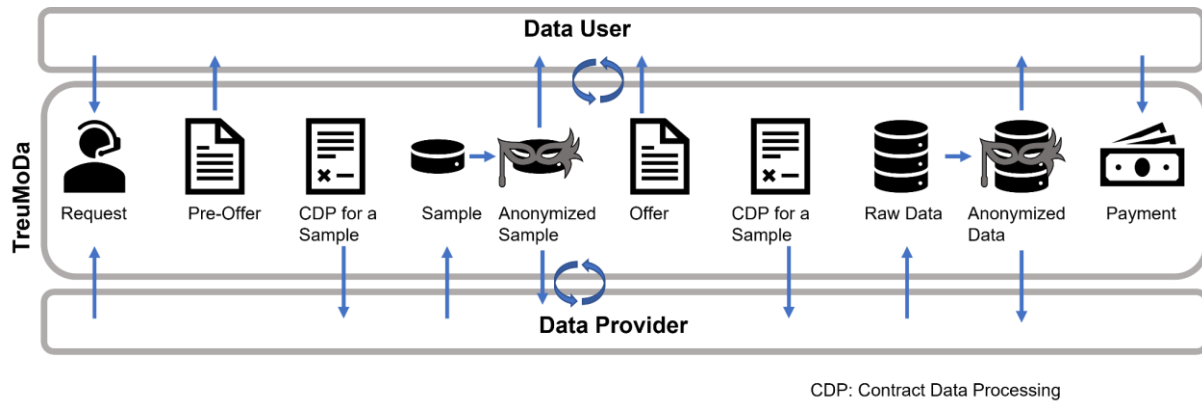 Data User
TreuMoDa
Request
Pre-Offer
CDP for a
Sample
Sample
Anonymized
Sample
Offer
CDP for a
Sample
Raw Data
Anonymized
Data
Payment
Data Provider
CDP: Contract Data Processing